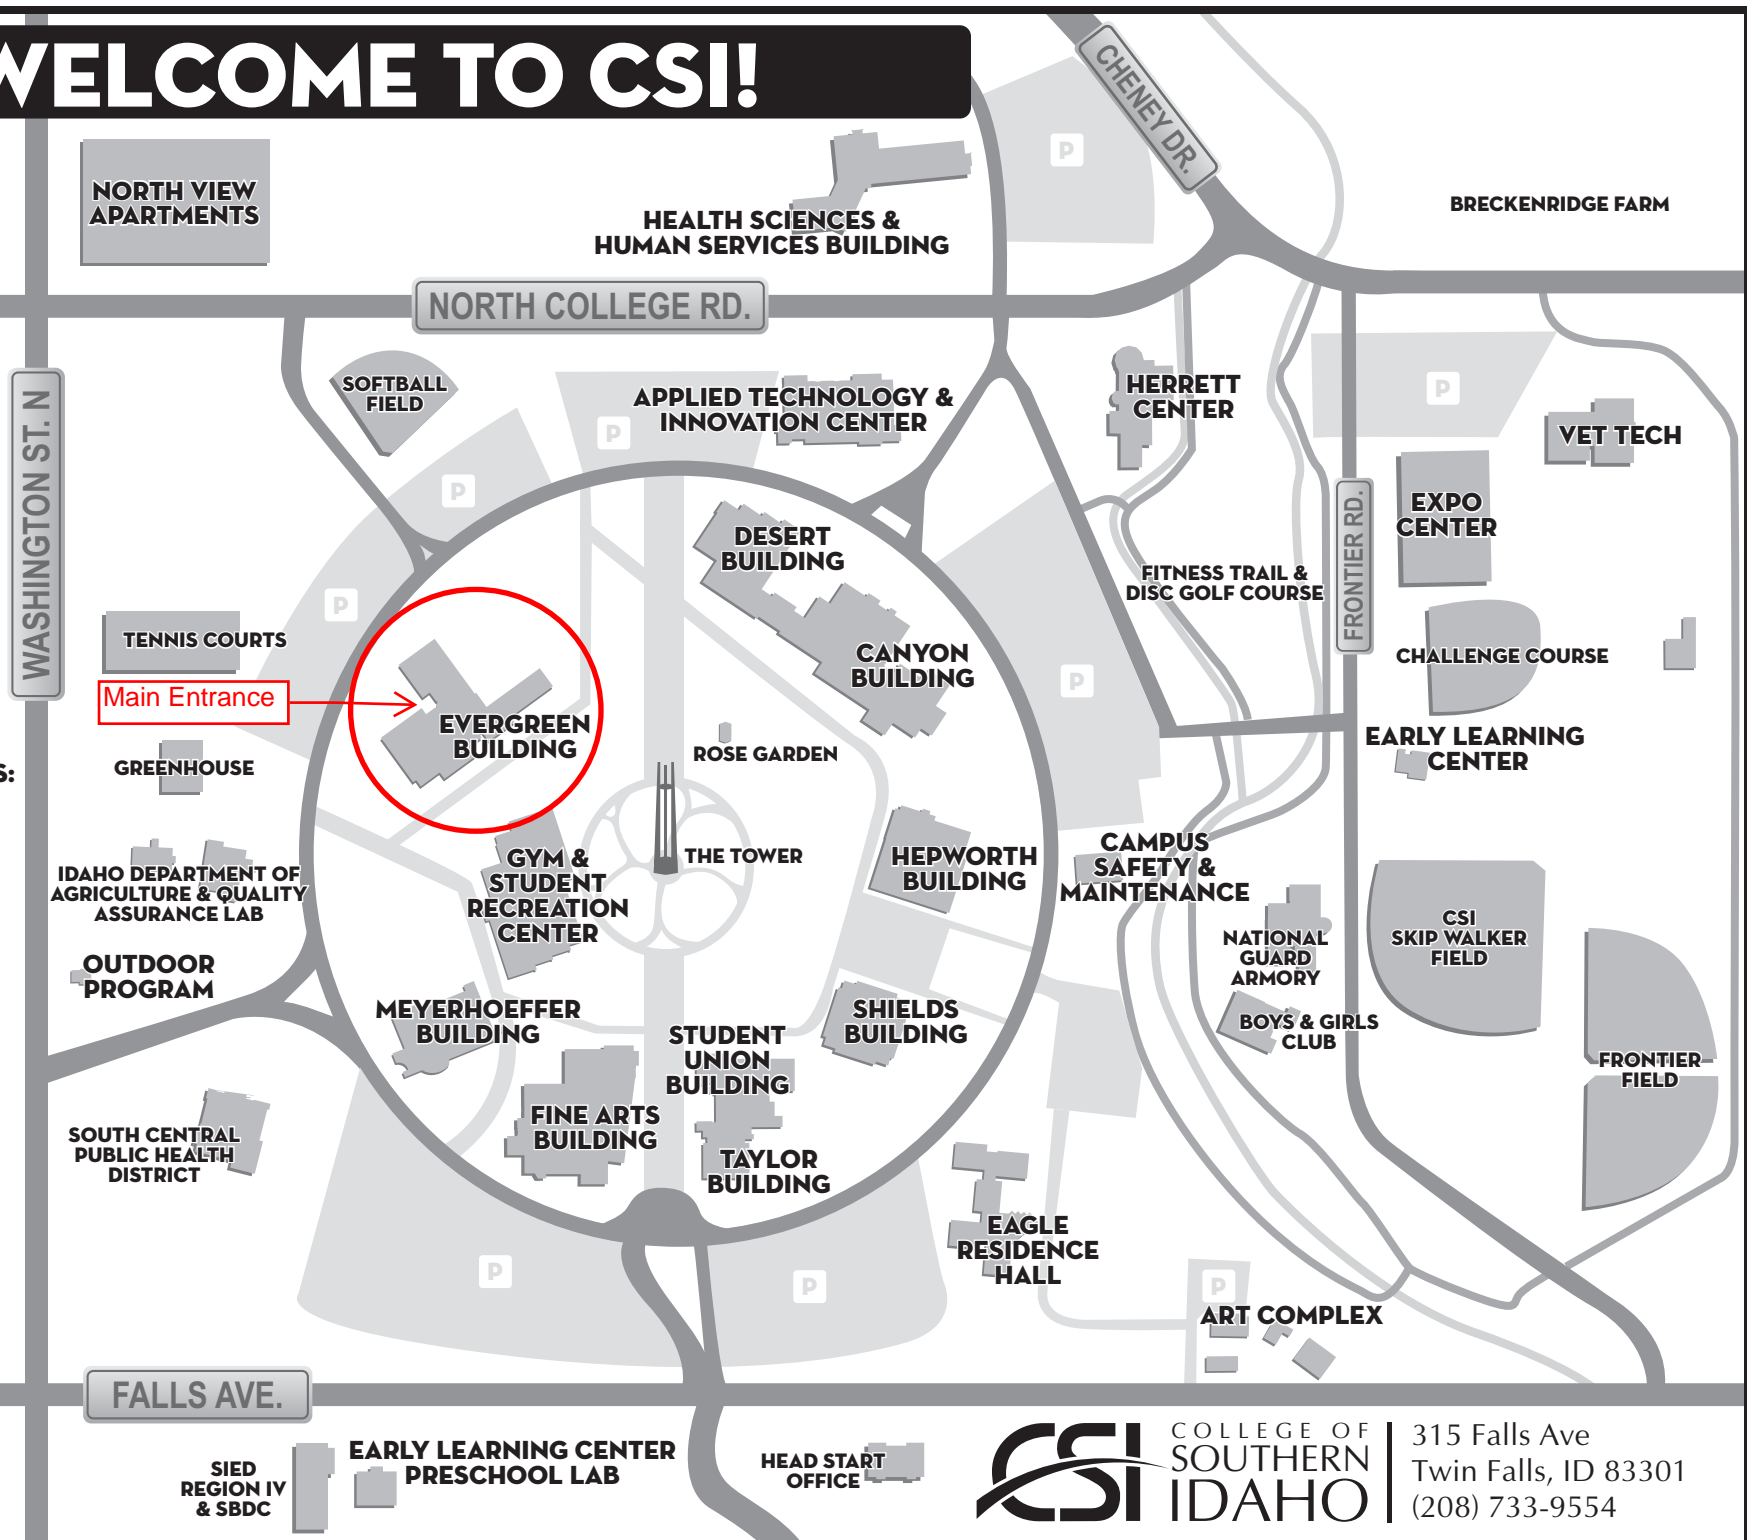 WELCOME TO CSI!
CHENEY DR.
P
NORTH VIEW
APARTMENTS
HEALTH SCIENCES &
HUMAN SERVICES BUILDING
BRECKENRIDGE FARM
NORTH COLLEGE RD.
WASHINGTON ST. N
SOFTBALL
FIELD
P
APPLIED TECHNOLOGY &
INNOVATION CENTER
HERRETT
CENTER
P
VET TECH
P
EXPO
CENTER
DESERT
BUILDING
FITNESS TRAIL &
DISC GOLF COURSE
FRONTIER RD.
P
TENNIS COURTS
Main Entrance
CANYON
BUILDING
P
CHALLENGE COURSE
EVERGREEN
BUILDING
ROSE GARDEN
EARLY LEARNING
CENTER
S:
GREENHOUSE
THE TOWER
GYM &
STUDENT
RECREATION
CENTER
HEPWORTH
BUILDING
CAMPUS
SAFETY &
MAINTENANCE
IDAHO DEPARTMENT OF
AGRICULTURE & QUALITY
ASSURANCE LAB
CSI
SKIP WALKER
FIELD
NATIONAL
GUARD
ARMORY
OUTDOOR
PROGRAM
MEYERHOEFFER
BUILDING
SHIELDS
BUILDING
STUDENT
UNION
BUILDING
BOYS & GIRLS
CLUB
FRONTIER
FIELD
FINE ARTS
BUILDING
SOUTH CENTRAL
PUBLIC HEALTH
DISTRICT
TAYLOR
BUILDING
EAGLE
RESIDENCE
HALL
P
P
P
ART COMPLEX
FALLS AVE.
SIED
REGION IV
& SBDC
EARLY LEARNING CENTER
PRESCHOOL LAB
HEAD START
OFFICE
CSI
COLLEGE OF
SOUTHERN
IDAHO
315 Falls Ave
Twin Falls, ID 83301
(208) 733-9554